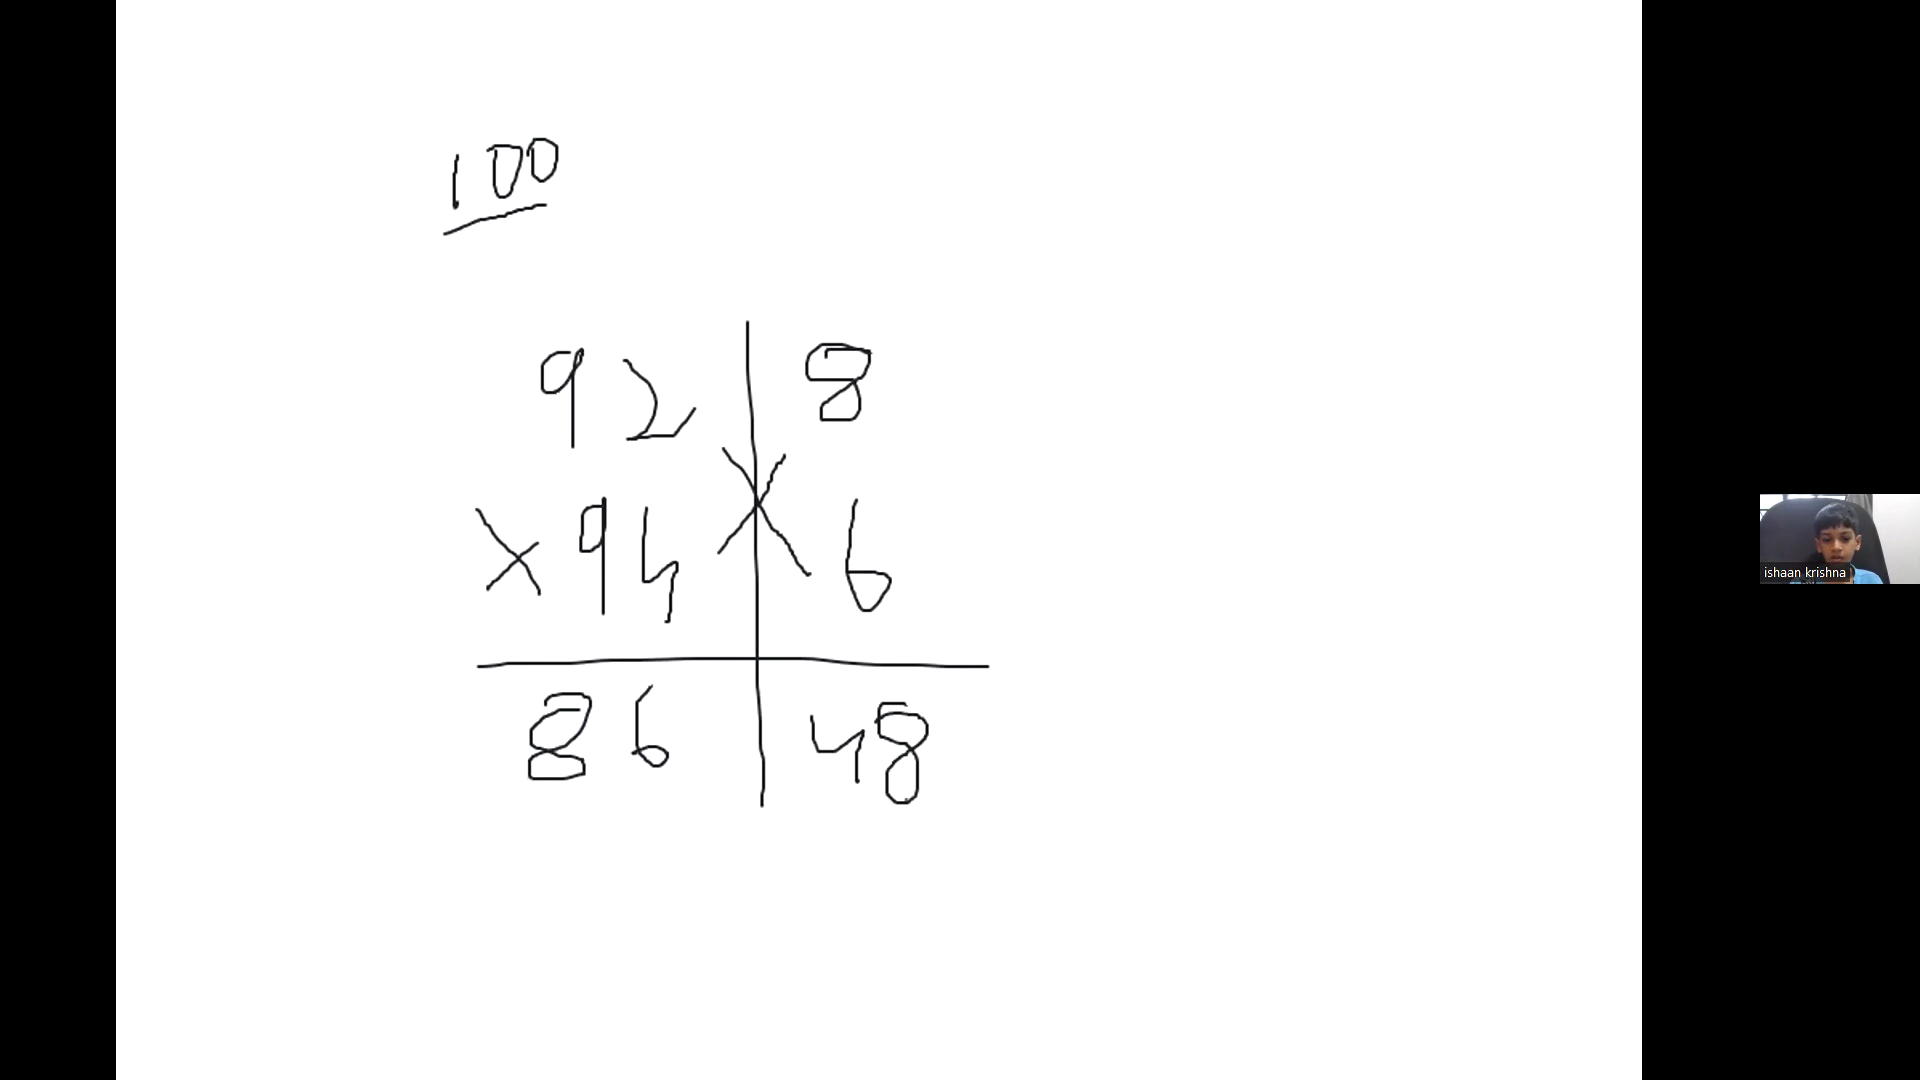 100
92 | 8
× 94 × 6
86 | 48
ishaan krishna